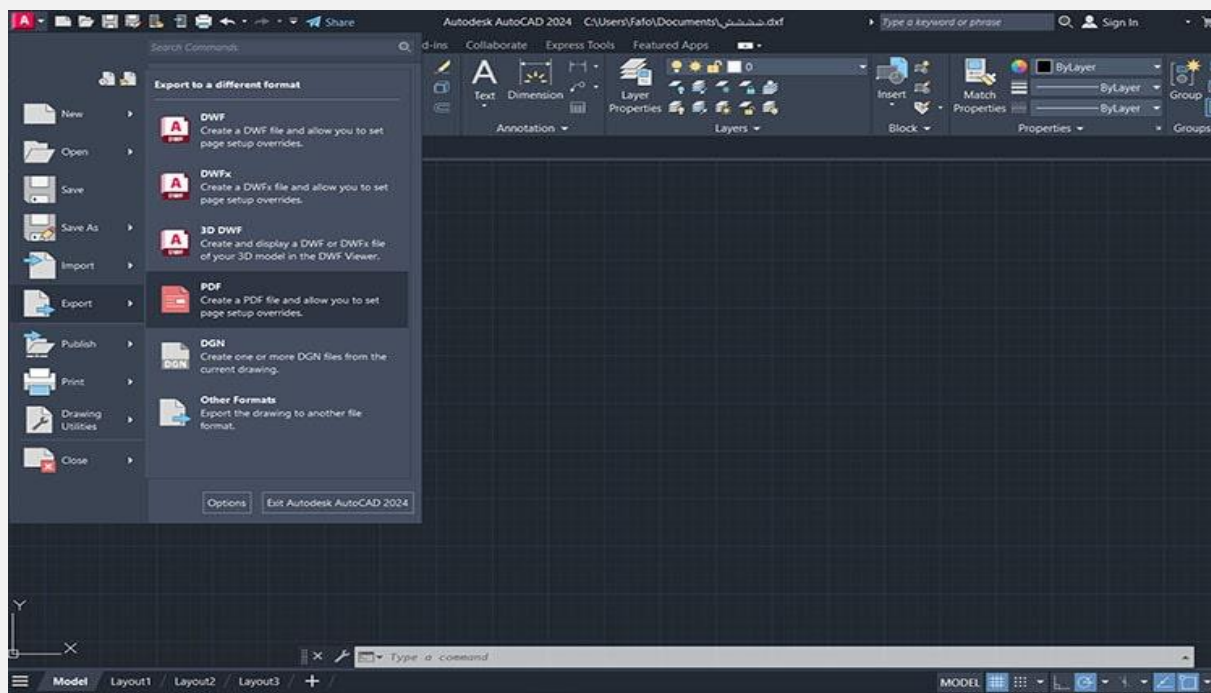 Share
Autodesk AutoCAD 2024 C:\Users\Fafo\Documents\شششش.dxf
Type a keyword or phrase
Sign In
Search Commands
d-ins Collaborate Express Tools Featured Apps
Export to a different format
New
Open
Save
Save As
Import
Export
Publish
Print
Drawing
Utilities
Close
DWF
Create a DWF file and allow you to set
page setup overrides.
DWFx
Create a DWFx file and allow you to set
page setup overrides.
3D DWF
Create and display a DWF or DWFx file
of your 3D model in the DWF Viewer.
PDF
Create a PDF file and allow you to set
page setup overrides.
DGN
Create one or more DGN files from the
current drawing.
Other Formats
Export the drawing to another file
format.
Options
Exit Autodesk AutoCAD 2024
Text
Dimension
Annotation
Layer
Properties
0
Layers
Insert
Block
Match
Properties
ByLayer
ByLayer
ByLayer
Properties
Group
Groups
Y
X
Type a command
Model Layout1 Layout2 Layout3 +
MODEL